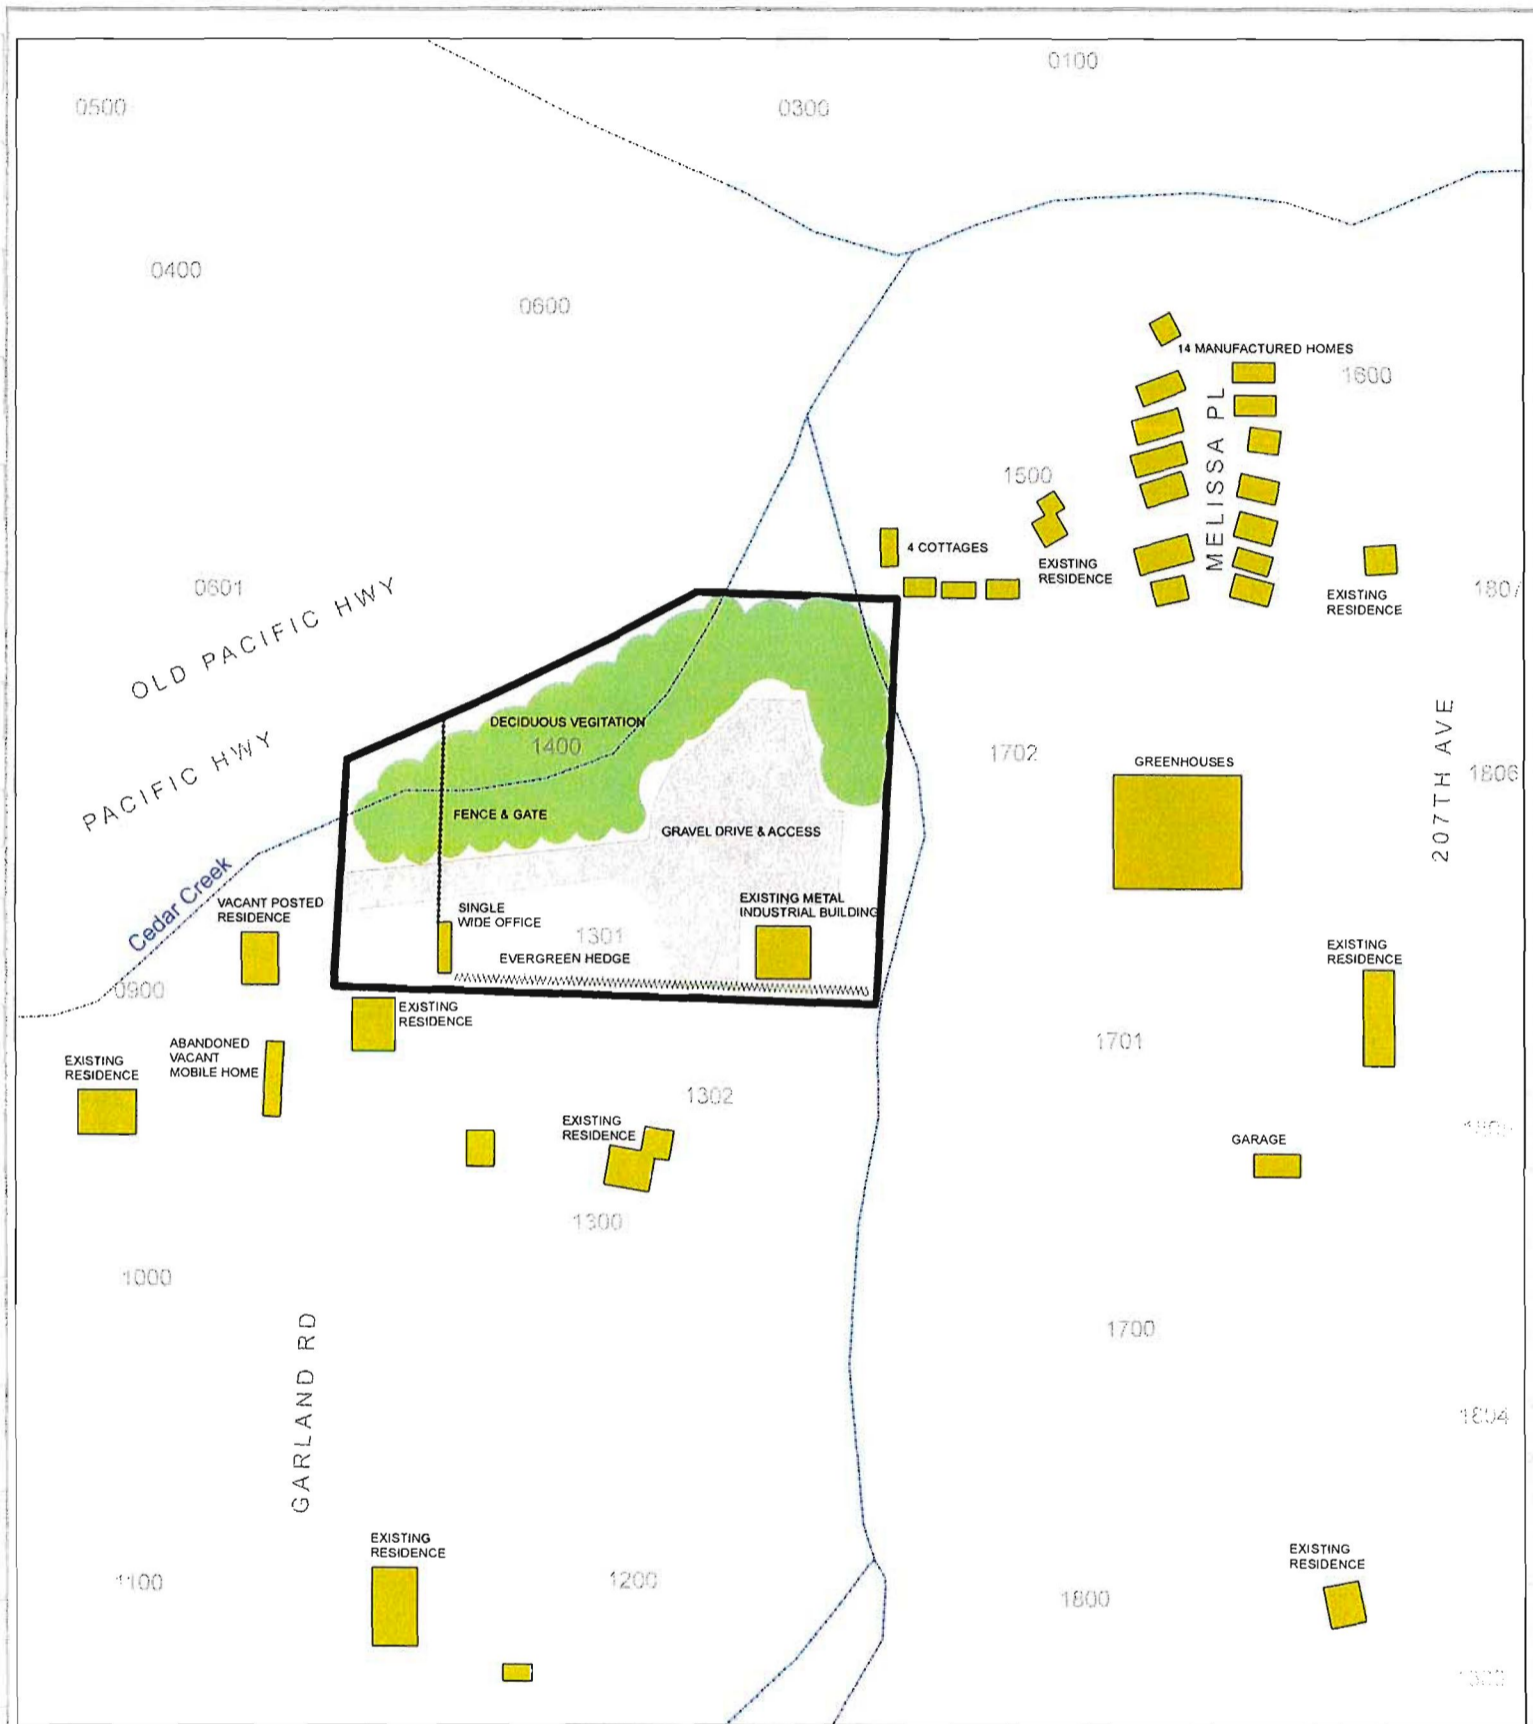 0100
0500
0300
0400
0600
14 MANUFACTURED HOMES
1600
MELISSA PL
1500
4 COTTAGES
EXISTING
RESIDENCE
EXISTING
RESIDENCE
1807
0601
OLD PACIFIC HWY
PACIFIC HWY
DECIDUOUS VEGITATION
1400
1702
GREENHOUSES
207TH AVE
1806
FENCE & GATE
GRAVEL DRIVE & ACCESS
Cedar Creek
VACANT POSTED
RESIDENCE
SINGLE
WIDE OFFICE
EXISTING METAL
INDUSTRIAL BUILDING
1301
EVERGREEN HEDGE
EXISTING
RESIDENCE
0900
EXISTING
RESIDENCE
ABANDONED
VACANT
MOBILE HOME
EXISTING
RESIDENCE
1701
1302
EXISTING
RESIDENCE
GARAGE
1300
1000
GARLAND RD
1700
1804
EXISTING
RESIDENCE
EXISTING
RESIDENCE
1100
1200
1800